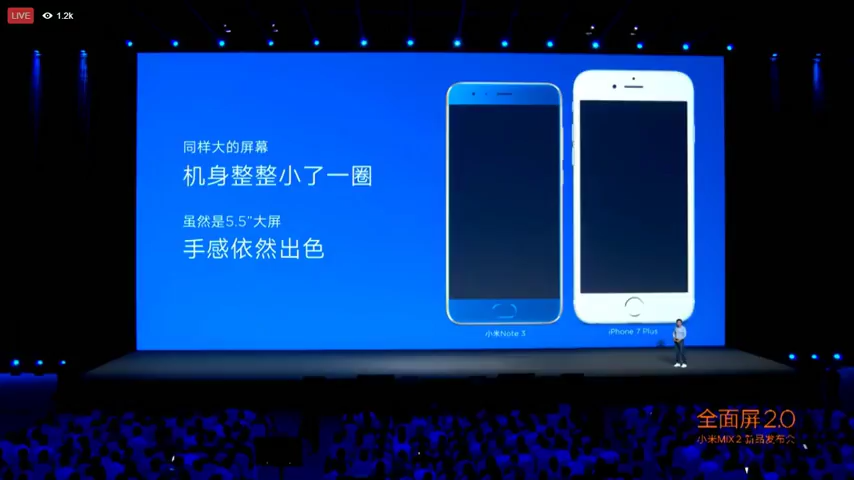 LIVE 1.2k
同样大的屏幕
机身整整小了一圈
虽然是5.5"大屏
手感依然出色
小米Note 3
iPhone 7 Plus
全面屏2.0
小米MIX 2 新品发布会